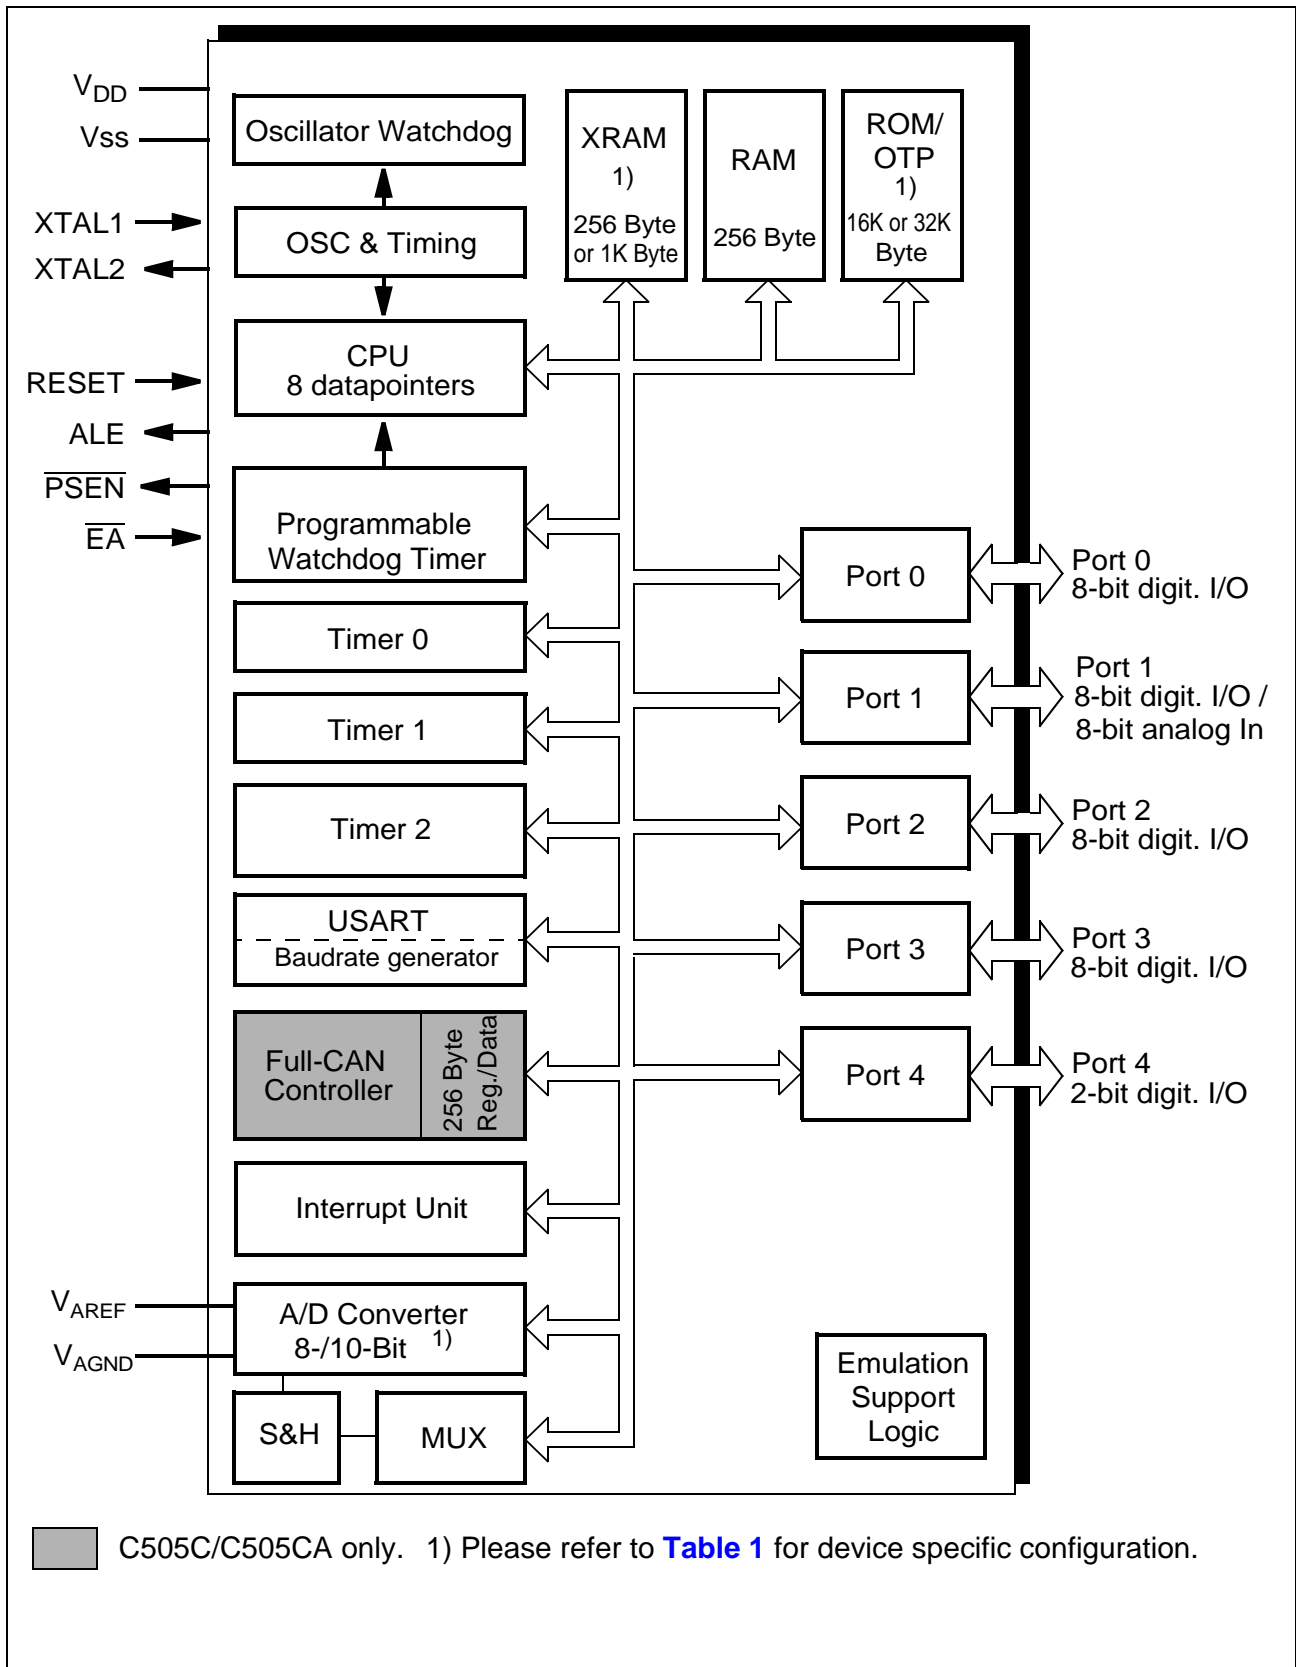 V_DD
Vss
XTAL1
XTAL2
RESET
ALE
PSEN
EA
V_AREF
V_AGND
Oscillator Watchdog
OSC & Timing
CPU
8 datapointers
Programmable
Watchdog Timer
Timer 0
Timer 1
Timer 2
USART
Baudrate generator
Full-CAN
Controller
256 Byte
Reg./Data
Interrupt Unit
A/D Converter
8-/10-Bit 1)
S&H
MUX
XRAM
1)
256 Byte
or 1K Byte
RAM
256 Byte
ROM/
OTP
1)
16K or 32K
Byte
Port 0
Port 1
Port 2
Port 3
Port 4
Port 0
8-bit digit. I/O
Port 1
8-bit digit. I/O /
8-bit analog In
Port 2
8-bit digit. I/O
Port 3
8-bit digit. I/O
Port 4
2-bit digit. I/O
Emulation
Support
Logic
C505C/C505CA only. 1) Please refer to Table 1 for device specific configuration.